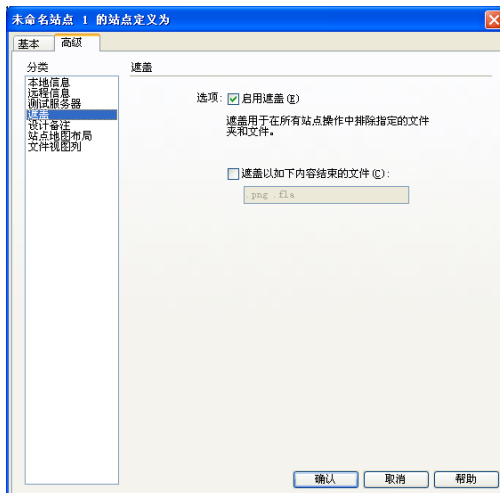 未命名站点 1 的站点定义为
基本 高级
分类
本地信息
远程信息
测试服务器
遮盖
设计备注
站点地图布局
文件视图列
遮盖
选项: 启用遮盖(E)
遮盖用于在所有站点操作中排除指定的文件
夹和文件。
遮盖以如下内容结束的文件(C):
.png .fla
确认 取消 帮助